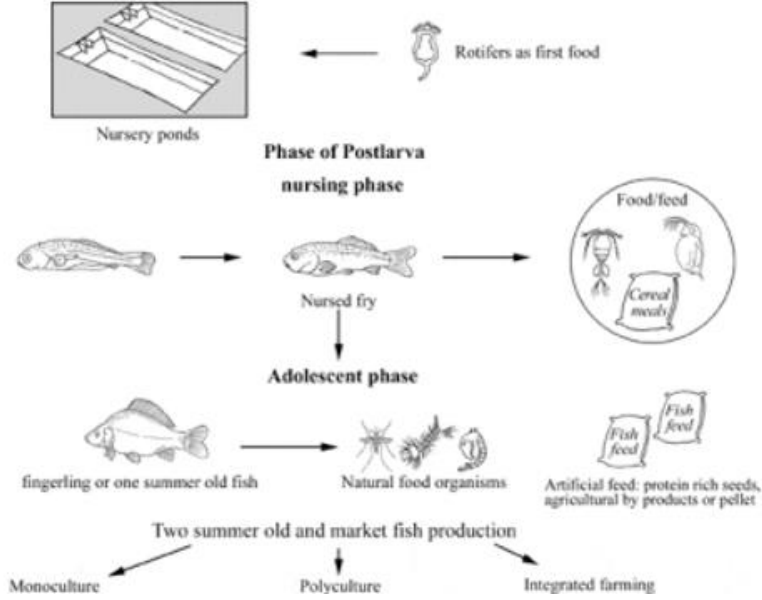 Rotifers as first food
Nursery ponds
Phase of Postlarva
nursing phase
Food/feed
Cereal
meals
Nursed fry
Adolescent phase
Fish
feed
Fish
feed
fingerling or one summer old fish
Natural food organisms
Artificial feed: protein rich seeds,
agricultural by products or pellet
Two summer old and market fish production
Monoculture
Polyculture
Integrated farming